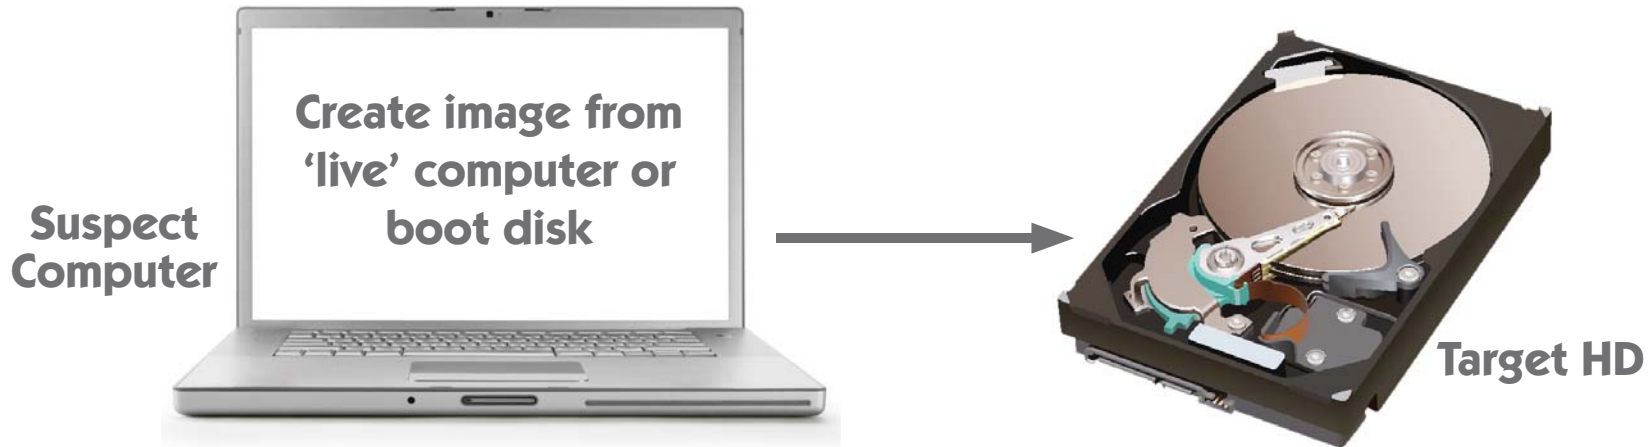 Create image from
‘live’ computer or
boot disk
Suspect
Computer
Target HD